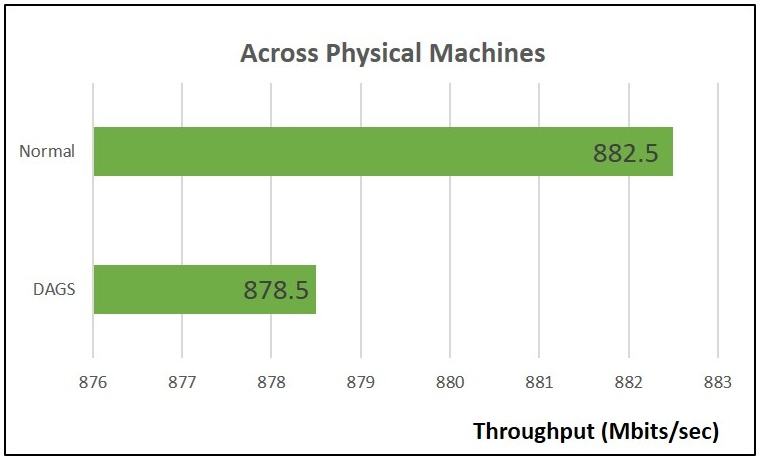 Across Physical Machines
Normal
882.5
DAGS
878.5
876 877 878 879 880 881 882 883
Throughput (Mbits/sec)